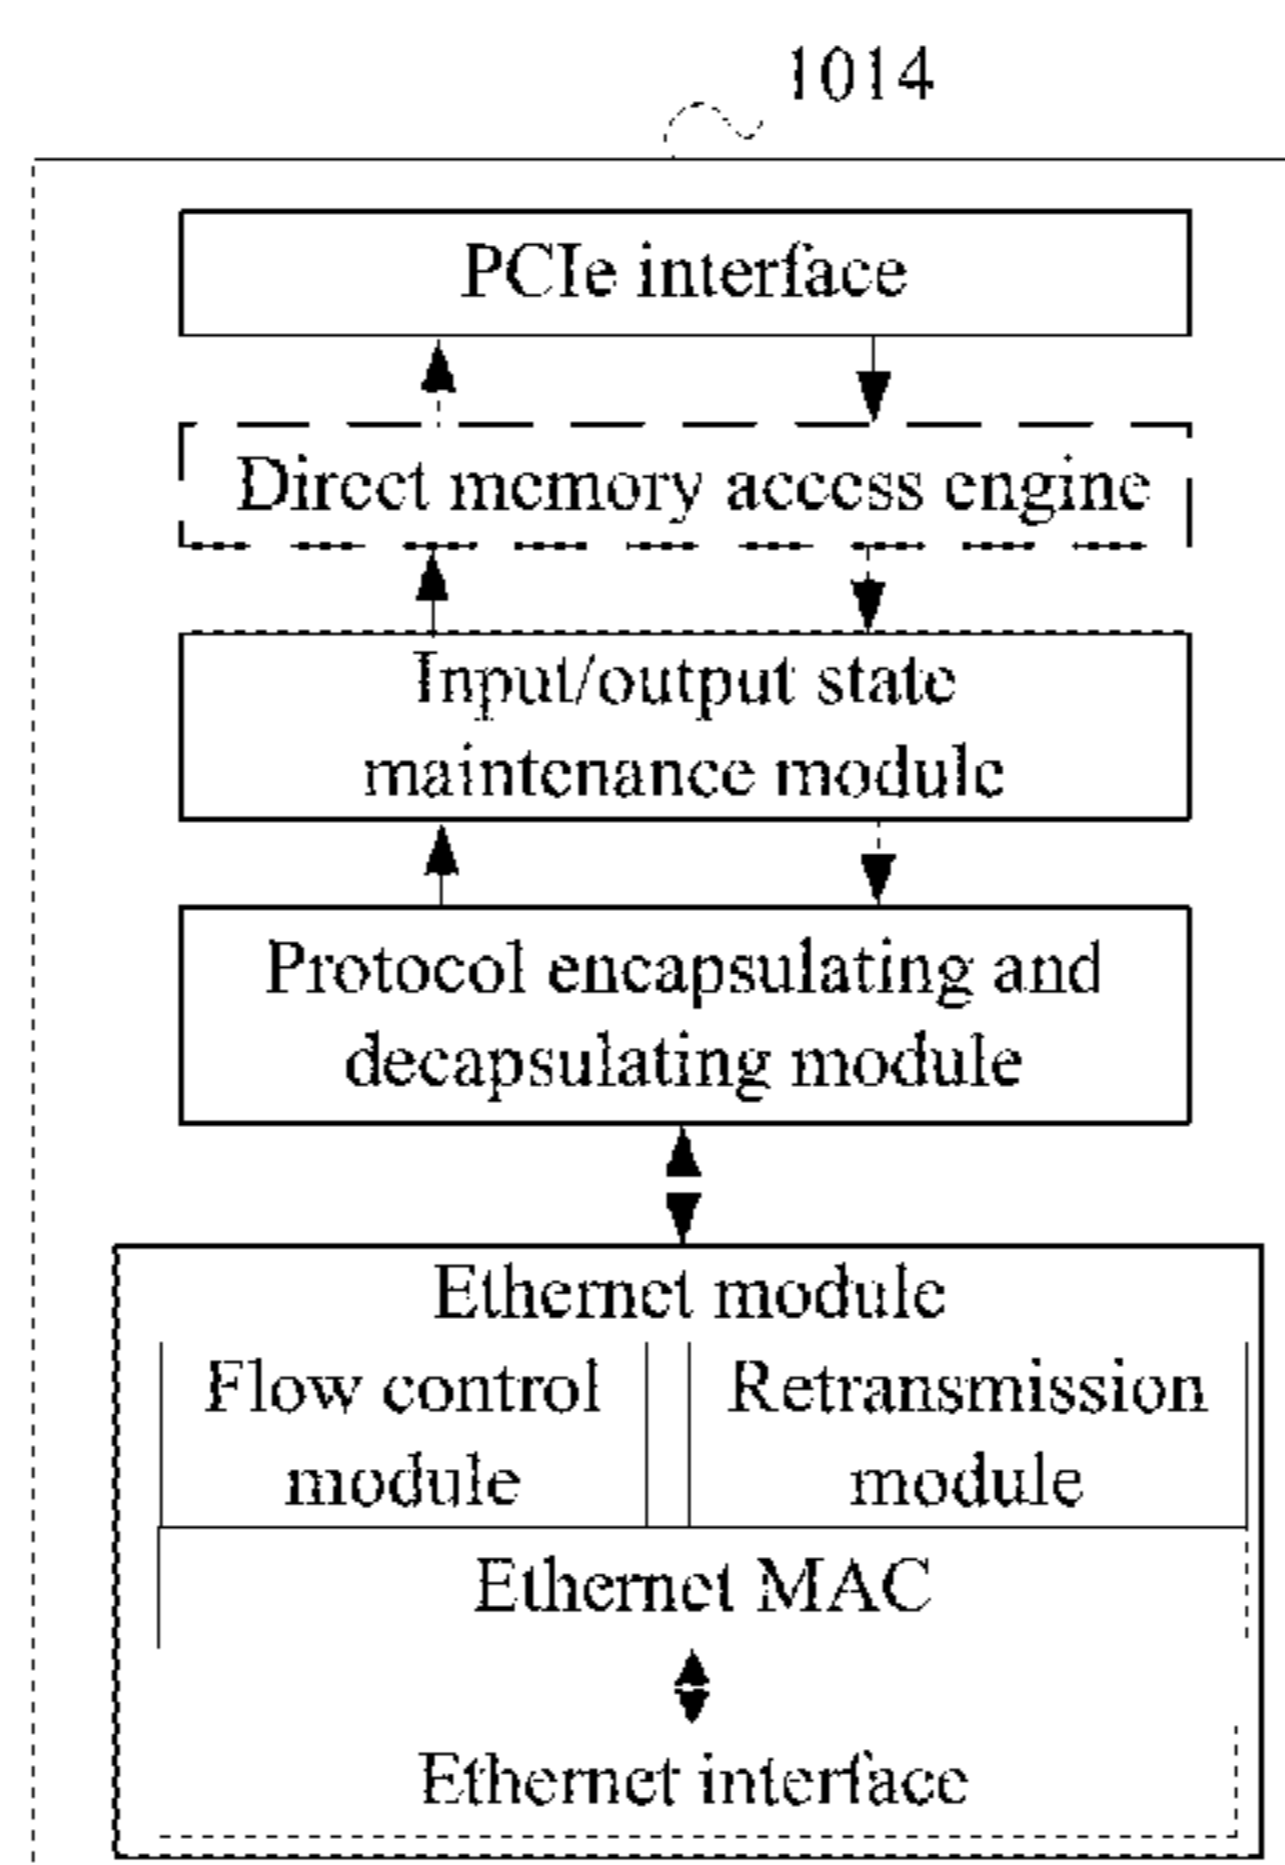 1014
PCIe interface
Direct memory access engine
Input/output state
maintenance module
Protocol encapsulating and
decapsulating module
Ethernet module
Flow control
module
Retransmission
module
Ethernet MAC
Ethernet interface